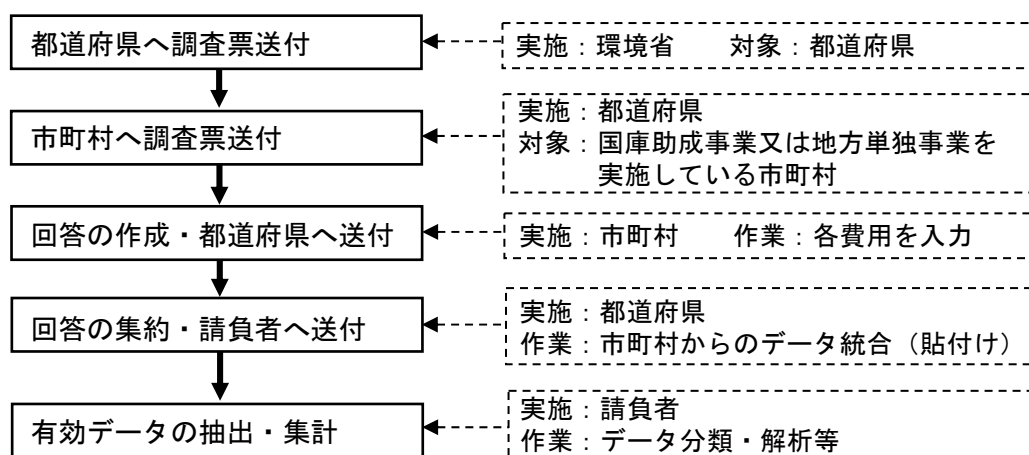 都道府県へ調査票送付
実施：環境省　　対象：都道府県
市町村へ調査票送付
実施：都道府県
対象：国庫助成事業又は地方単独事業を
実施している市町村
回答の作成・都道府県へ送付
実施：市町村　　作業：各費用を入力
回答の集約・請負者へ送付
実施：都道府県
作業：市町村からのデータ統合（貼付け）
有効データの抽出・集計
実施：請負者
作業：データ分類・解析等